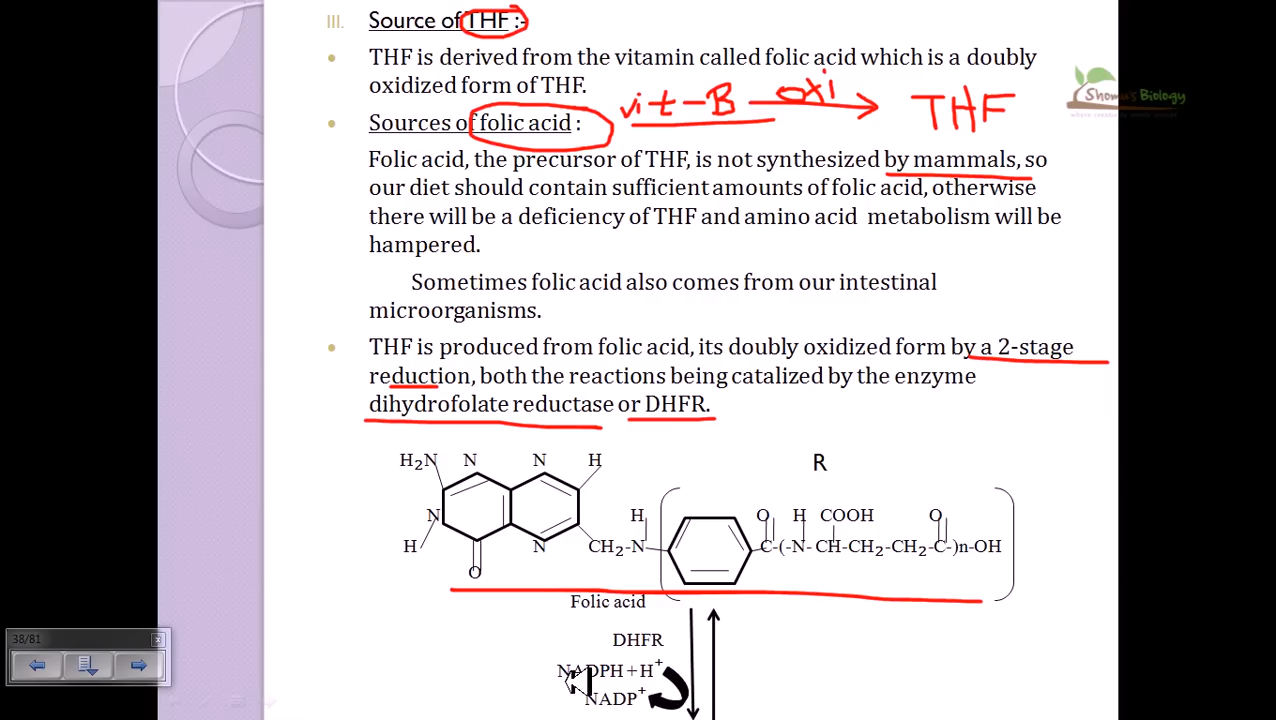 III. Source of THF :-
• THF is derived from the vitamin called folic acid which is a doubly
oxidized form of THF.
vit-B oxi THF
Shomu's Biology
• Sources of folic acid :
Folic acid, the precursor of THF, is not synthesized by mammals, so
our diet should contain sufficient amounts of folic acid, otherwise
there will be a deficiency of THF and amino acid metabolism will be
hampered.
Sometimes folic acid also comes from our intestinal
microorganisms.
• THF is produced from folic acid, its doubly oxidized form by a 2-stage
reduction, both the reactions being catalized by the enzyme
dihydrofolate reductase or DHFR.
H₂N N N H R
N H O H COOH O
H N CH₂-N C-(-N- CH-CH₂-CH₂-C-)n-OH
O
Folic acid
DHFR
NADPH + H⁺
NADP⁺
38/81